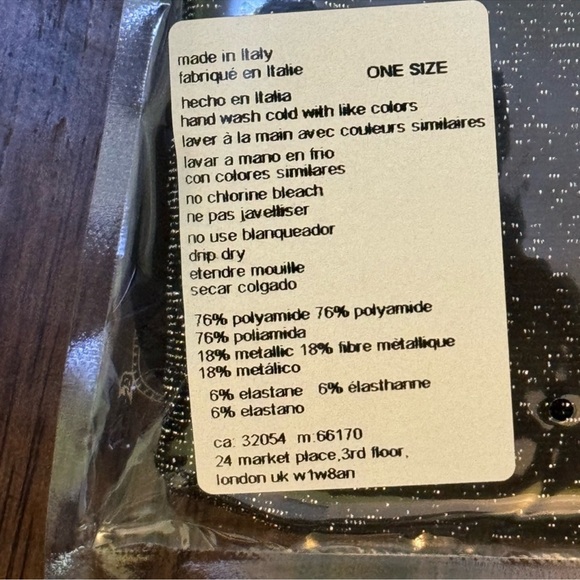 made in Italy
fabriqué en Italie
ONE SIZE
hecho en Italia
hand wash cold with like colors
laver à la main avec couleurs similaires
lavar a mano en frio
con colores similares
no chlorine bleach
ne pas javelliser
no use blanqueador
drip dry
etendre mouille
secar colgado
76% polyamide 76% polyamide
76% poliamida
18% metallic 18% fibre métallique
18% metálico
6% elastane 6% élasthanne
6% elastano
ca: 32054 m:66170
24 market place,3rd floor,
london uk w1w8an